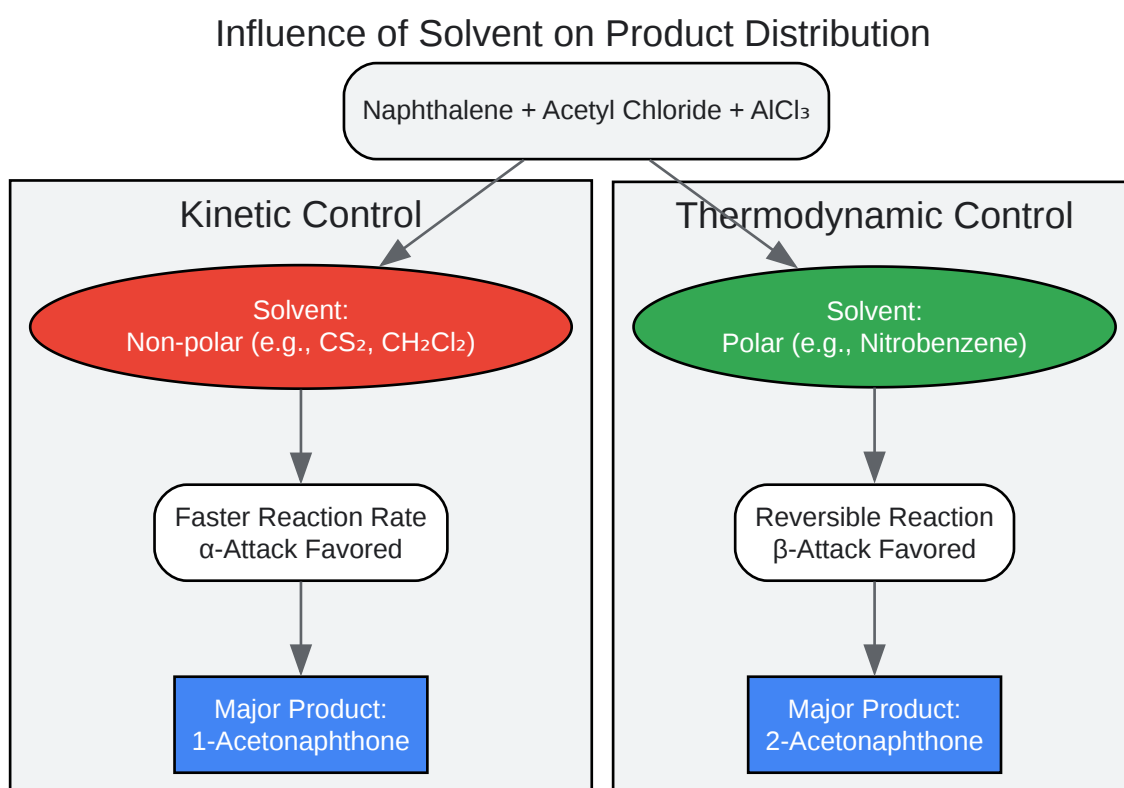 Influence of Solvent on Product Distribution
Naphthalene + Acetyl Chloride + AlCl₃
Kinetic Control
Solvent:
Non-polar (e.g., CS₂, CH₂Cl₂)
Faster Reaction Rate
α-Attack Favored
Major Product:
1-Acetonaphthone
Thermodynamic Control
Solvent:
Polar (e.g., Nitrobenzene)
Reversible Reaction
β-Attack Favored
Major Product:
2-Acetonaphthone